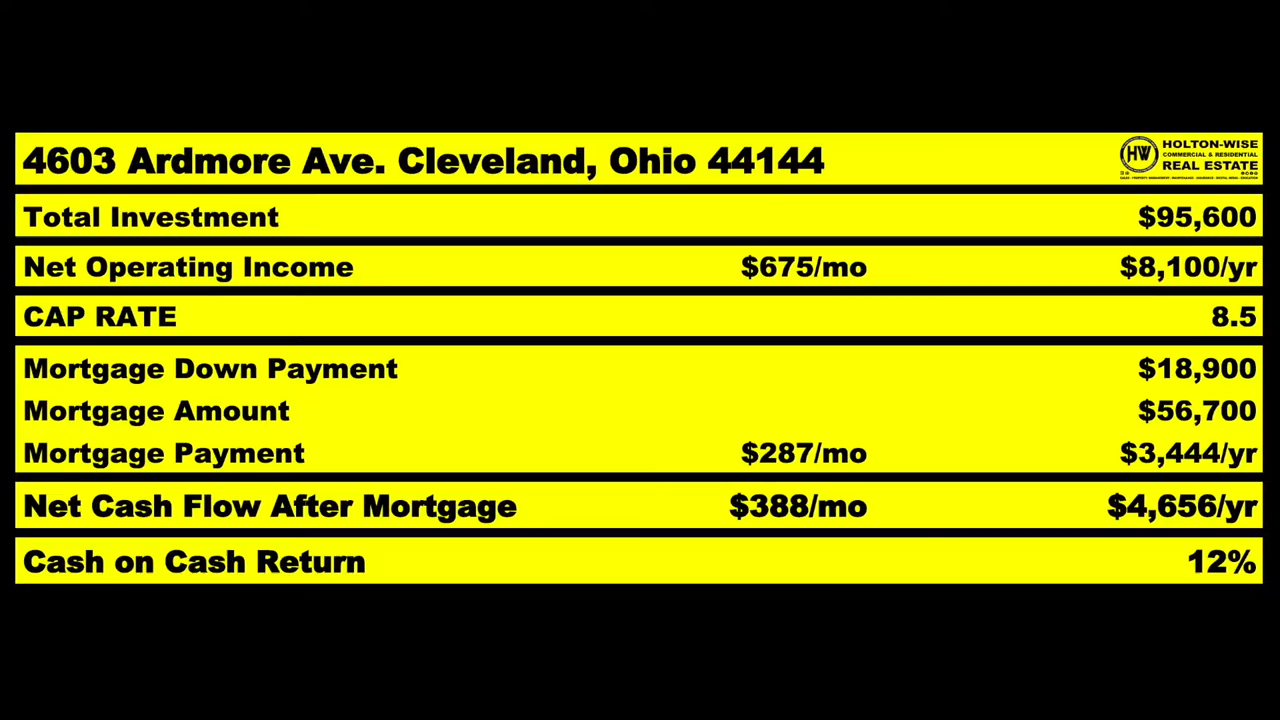 4603 Ardmore Ave. Cleveland, Ohio 44144
HW
HOLTON-WISE
COMMERCIAL & RESIDENTIAL
REAL ESTATE
Total Investment $95,600
Net Operating Income $675/mo $8,100/yr
CAP RATE 8.5
Mortgage Down Payment $18,900
Mortgage Amount $56,700
Mortgage Payment $287/mo $3,444/yr
Net Cash Flow After Mortgage $388/mo $4,656/yr
Cash on Cash Return 12%